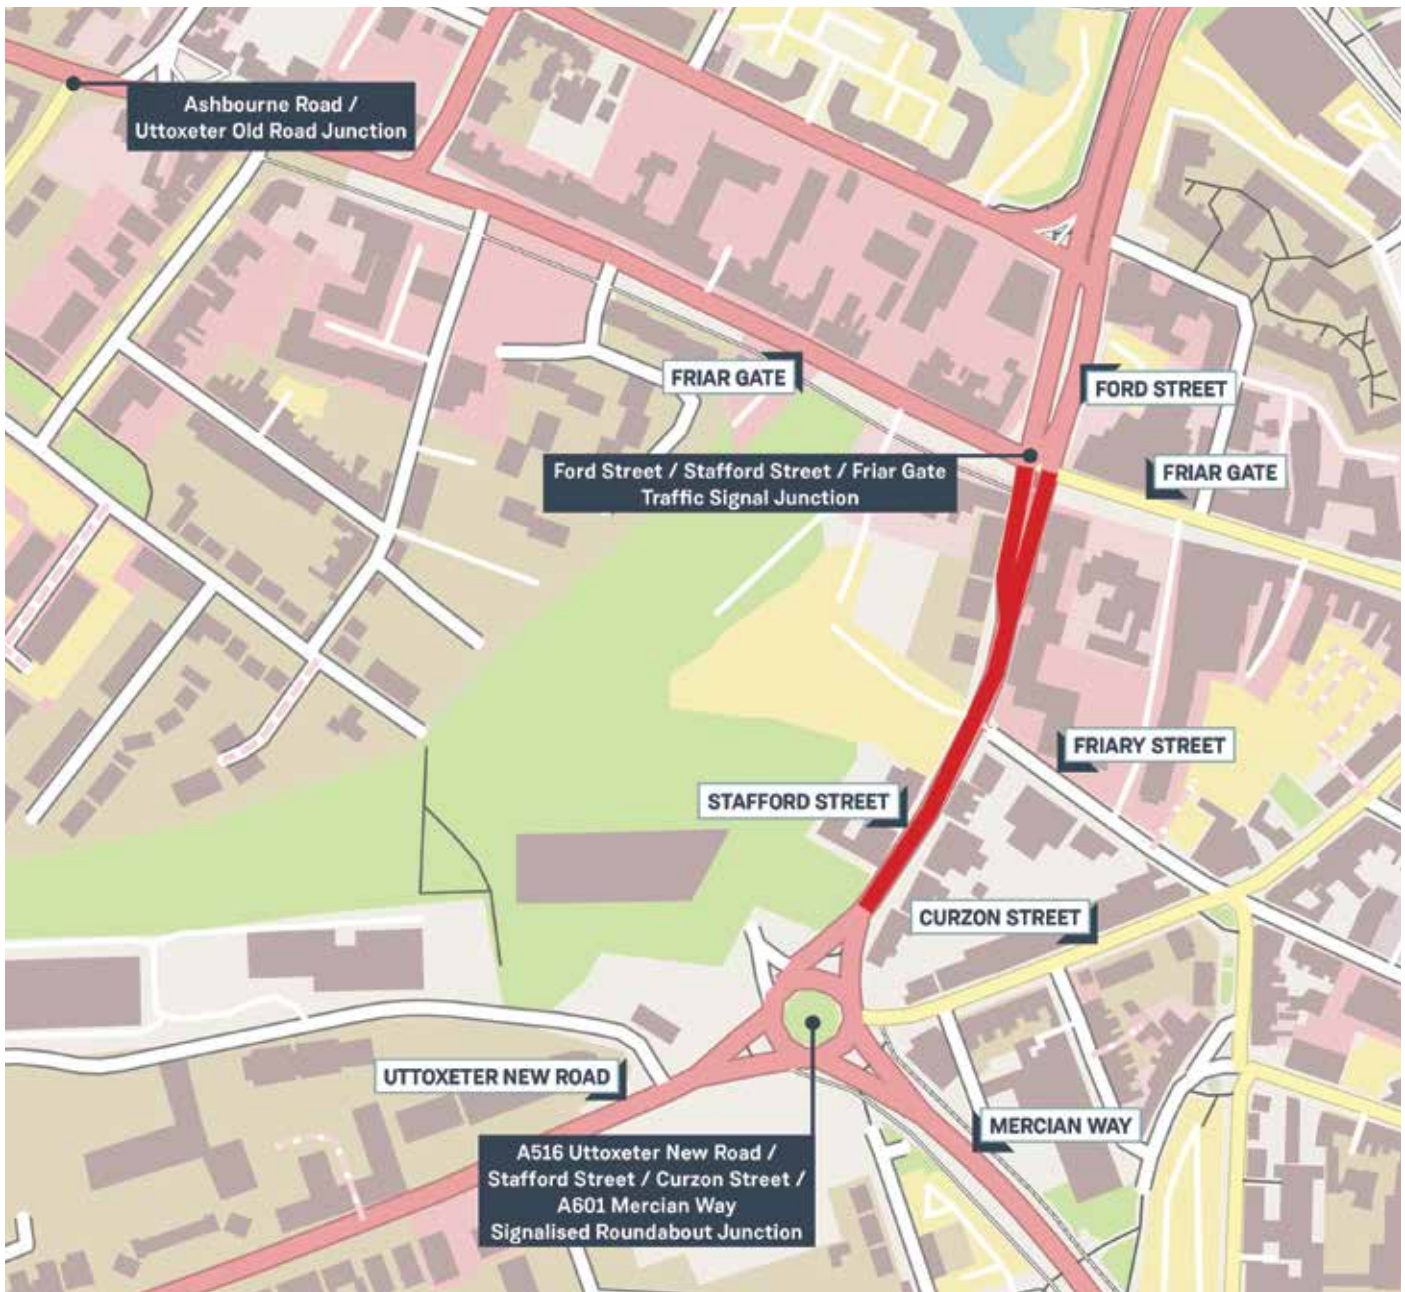 Ashbourne Road /
Uttoxeter Old Road Junction
FRIAR GATE
FORD STREET
Ford Street / Stafford Street / Friar Gate
Traffic Signal Junction
FRIAR GATE
FRIARY STREET
STAFFORD STREET
CURZON STREET
UTTOXETER NEW ROAD
MERCIAN WAY
A516 Uttoxeter New Road /
Stafford Street / Curzon Street /
A601 Mercian Way
Signalised Roundabout Junction